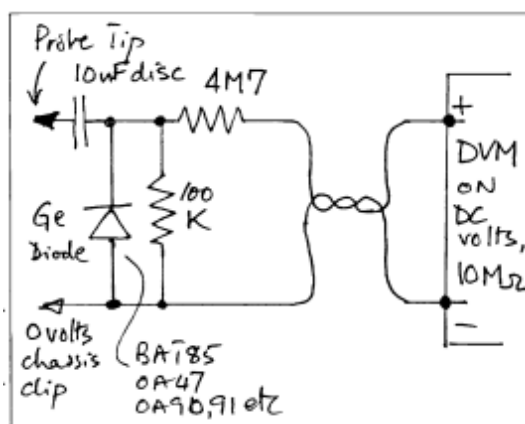 Probe Tip
10nF disc
4M7
+
DVM
ON
DC
volts,
10MΩ
-
100
K
Ge
Diode
0 volts
chassis
clip
BAT85
OA47
OA90,91 etc